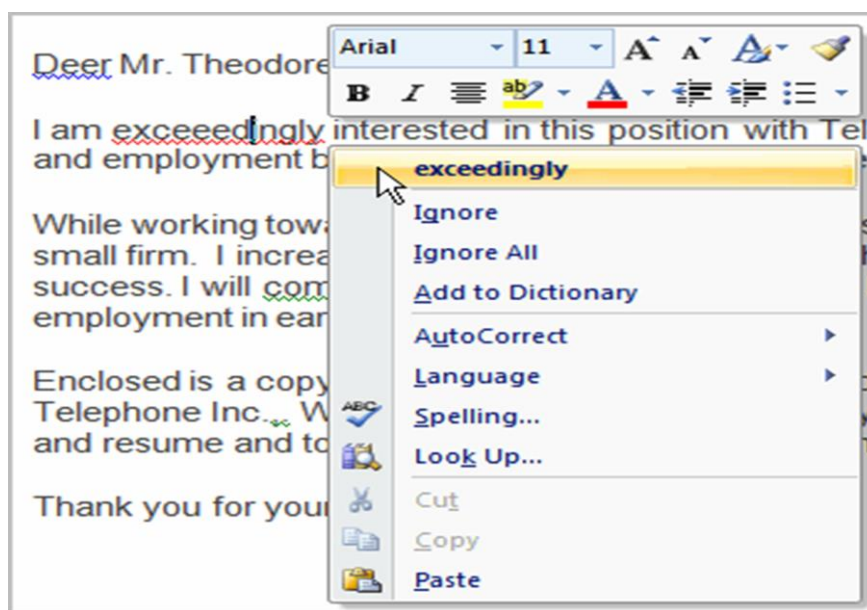 Deer Mr. Theodore
Arial 11
I am exceeedingly interested in this position with Tel
and employment b
exceedingly
While working towa
Ignore
small firm. I increa
Ignore All
success. I will com
Add to Dictionary
employment in ear
AutoCorrect
Enclosed is a copy
Language
Telephone Inc.,. W
Spelling...
and resume and to
Look Up...
Thank you for your
Cut
Copy
Paste